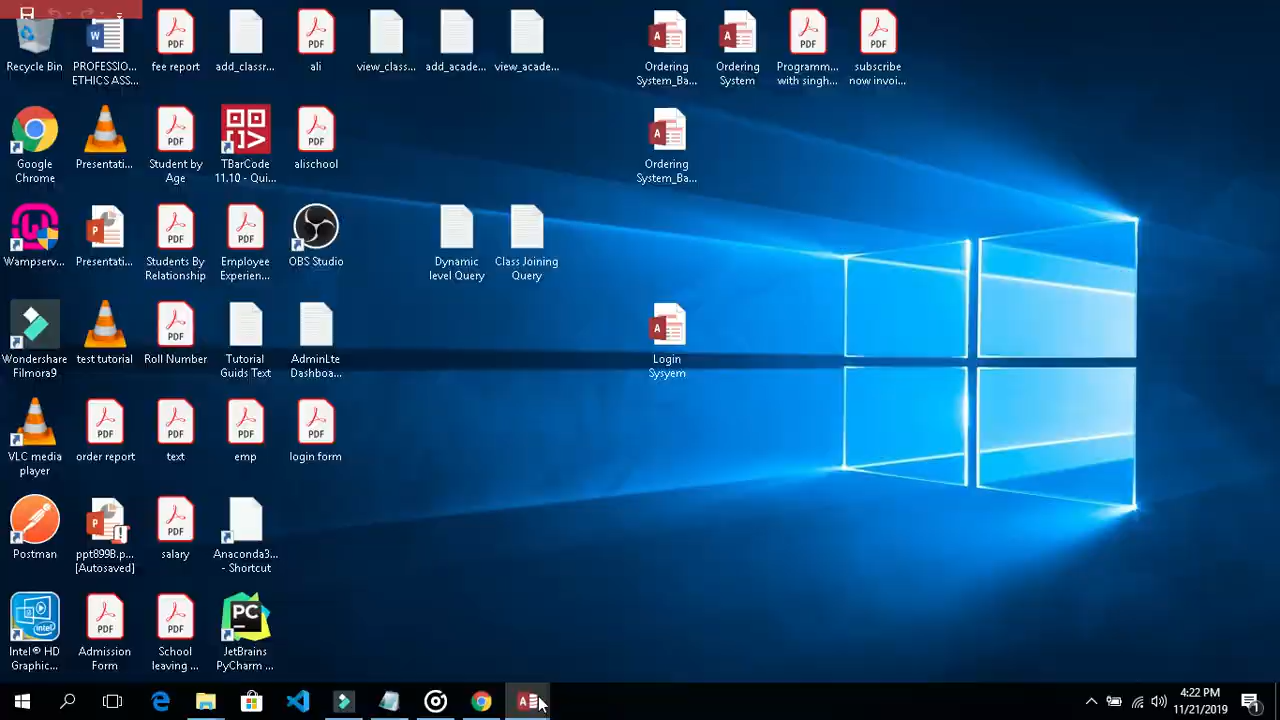 Recycle Bin
PROFESSIO...
ETHICS ASS...
fee report
add_classr...
ali
view_class...
add_acade...
view_acade...
Ordering
System_Ba...
Ordering
System
Programm...
with singh...
subscribe
now invoi...
Google
Chrome
Presentati...
Student by
Age
TBarCode
11.10 - Qui...
alischool
Ordering
System_Ba...
Wampserv...
Presentati...
Students By
Relationship
Employee
Experien...
OBS Studio
Dynamic
level Query
Class Joining
Query
Wondershare
Filmora9
test tutorial
Roll Number
Tutorial
Guids Text
AdminLte
Dashboa...
Login
Sysyem
VLC media
player
order report
text
emp
login form
Postman
ppt899B.p...
[Autosaved]
salary
Anaconda3...
- Shortcut
Intel® HD
Graphic...
Admission
Form
School
leaving ...
JetBrains
PyCharm ...
4:22 PM
11/21/2019